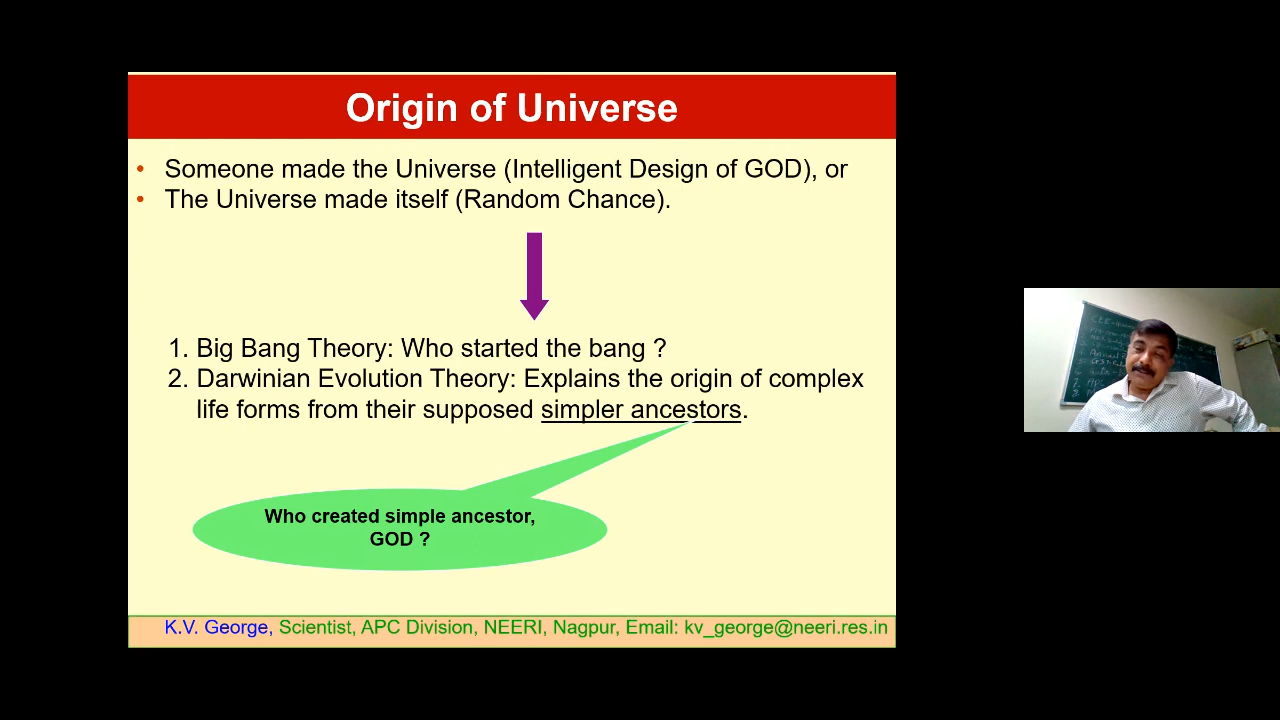 Origin of Universe
• Someone made the Universe (Intelligent Design of GOD), or
• The Universe made itself (Random Chance).
1. Big Bang Theory: Who started the bang ?
2. Darwinian Evolution Theory: Explains the origin of complex
life forms from their supposed simpler ancestors.
Who created simple ancestor,
GOD ?
K.V. George, Scientist, APC Division, NEERI, Nagpur, Email: kv_george@neeri.res.in